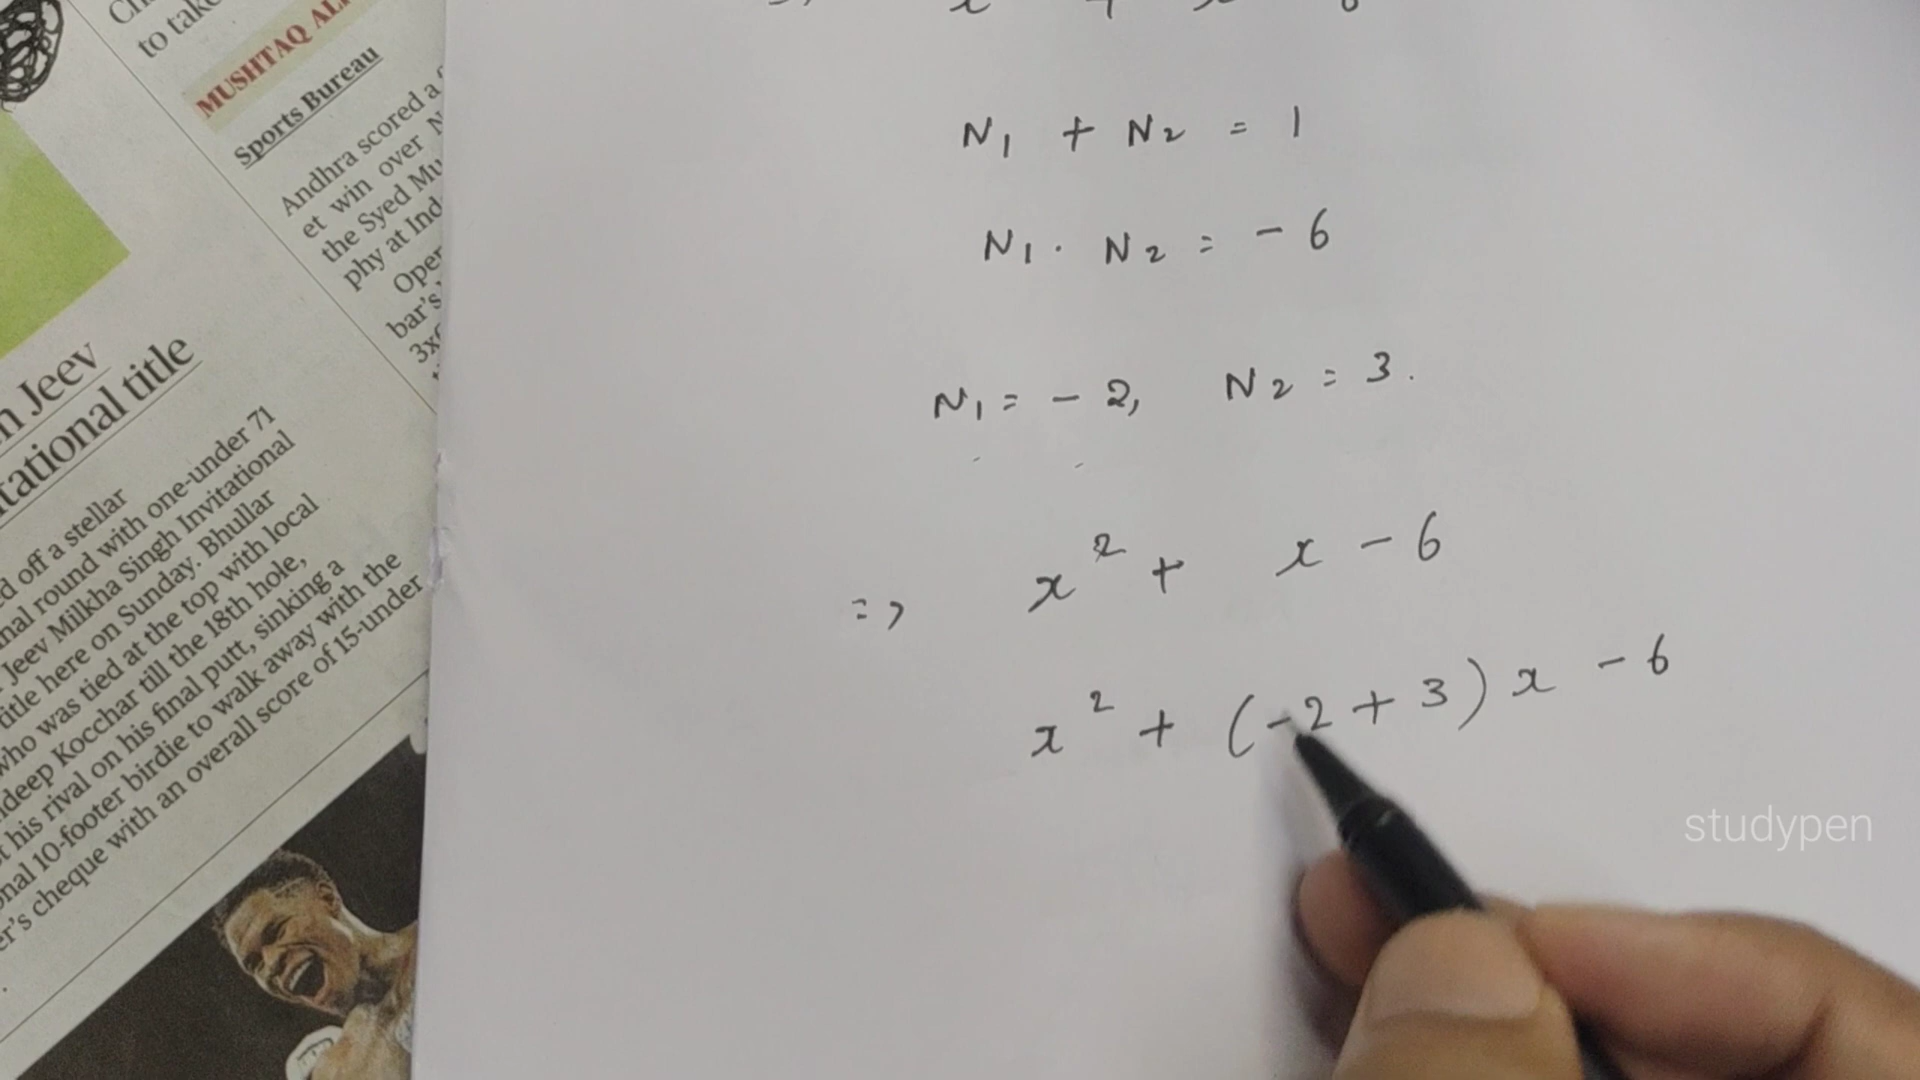 to take
MUSHTAQ AL
Sports Bureau
Andhra scored a
et win over N
the Syed Mu
phy at Ind
Oper
bar's
n Jeev
tational title
d off a stellar
nal round with one-under 71
Jeev Milkha Singh Invitational
title here on Sunday. Bhullar
who was tied at the top with local
deep Kocchar till the 18th hole,
his rival on his final putt, sinking a
nal 10-footer birdie to walk away with the
er's cheque with an overall score of 15-under
N₁ + N₂ = 1
N₁ · N₂ = - 6
N₁ = - 2, N₂ = 3.
=> x² + x - 6
x² + (-2 + 3) x - 6
studypen